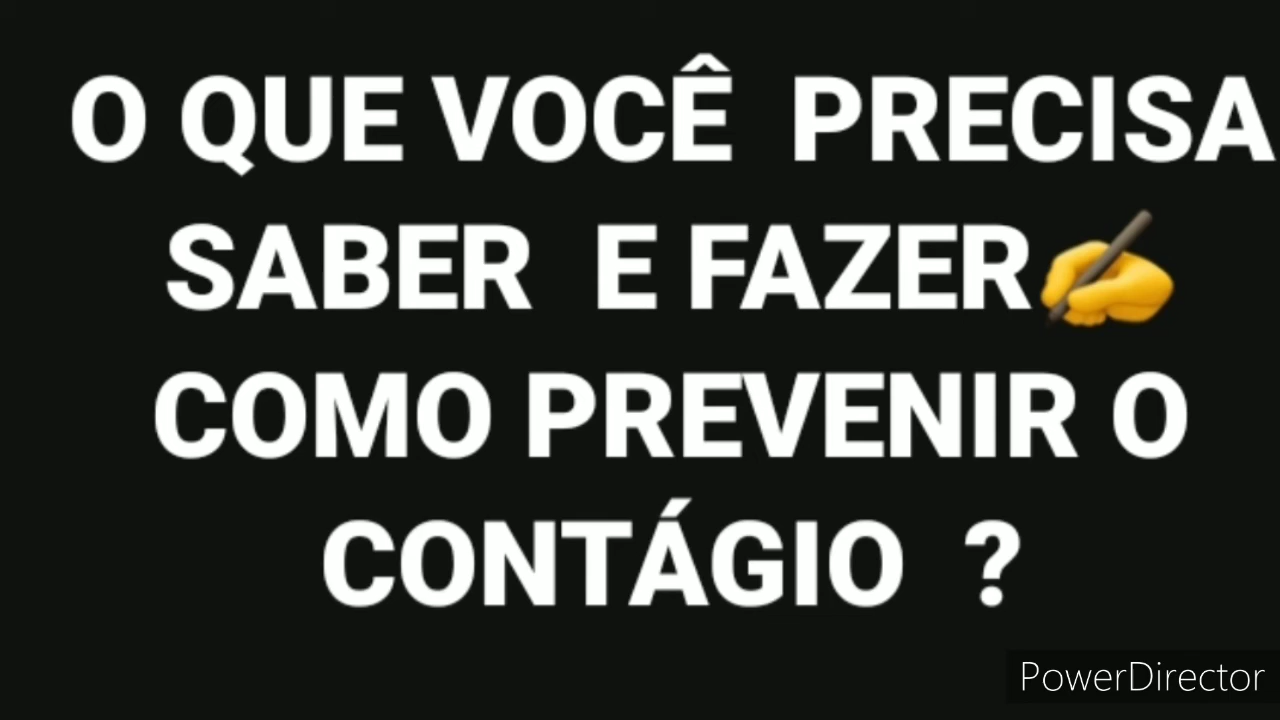 O QUE VOCÊ PRECISA
SABER E FAZER✍
COMO PREVENIR O
CONTÁGIO ?
PowerDirector